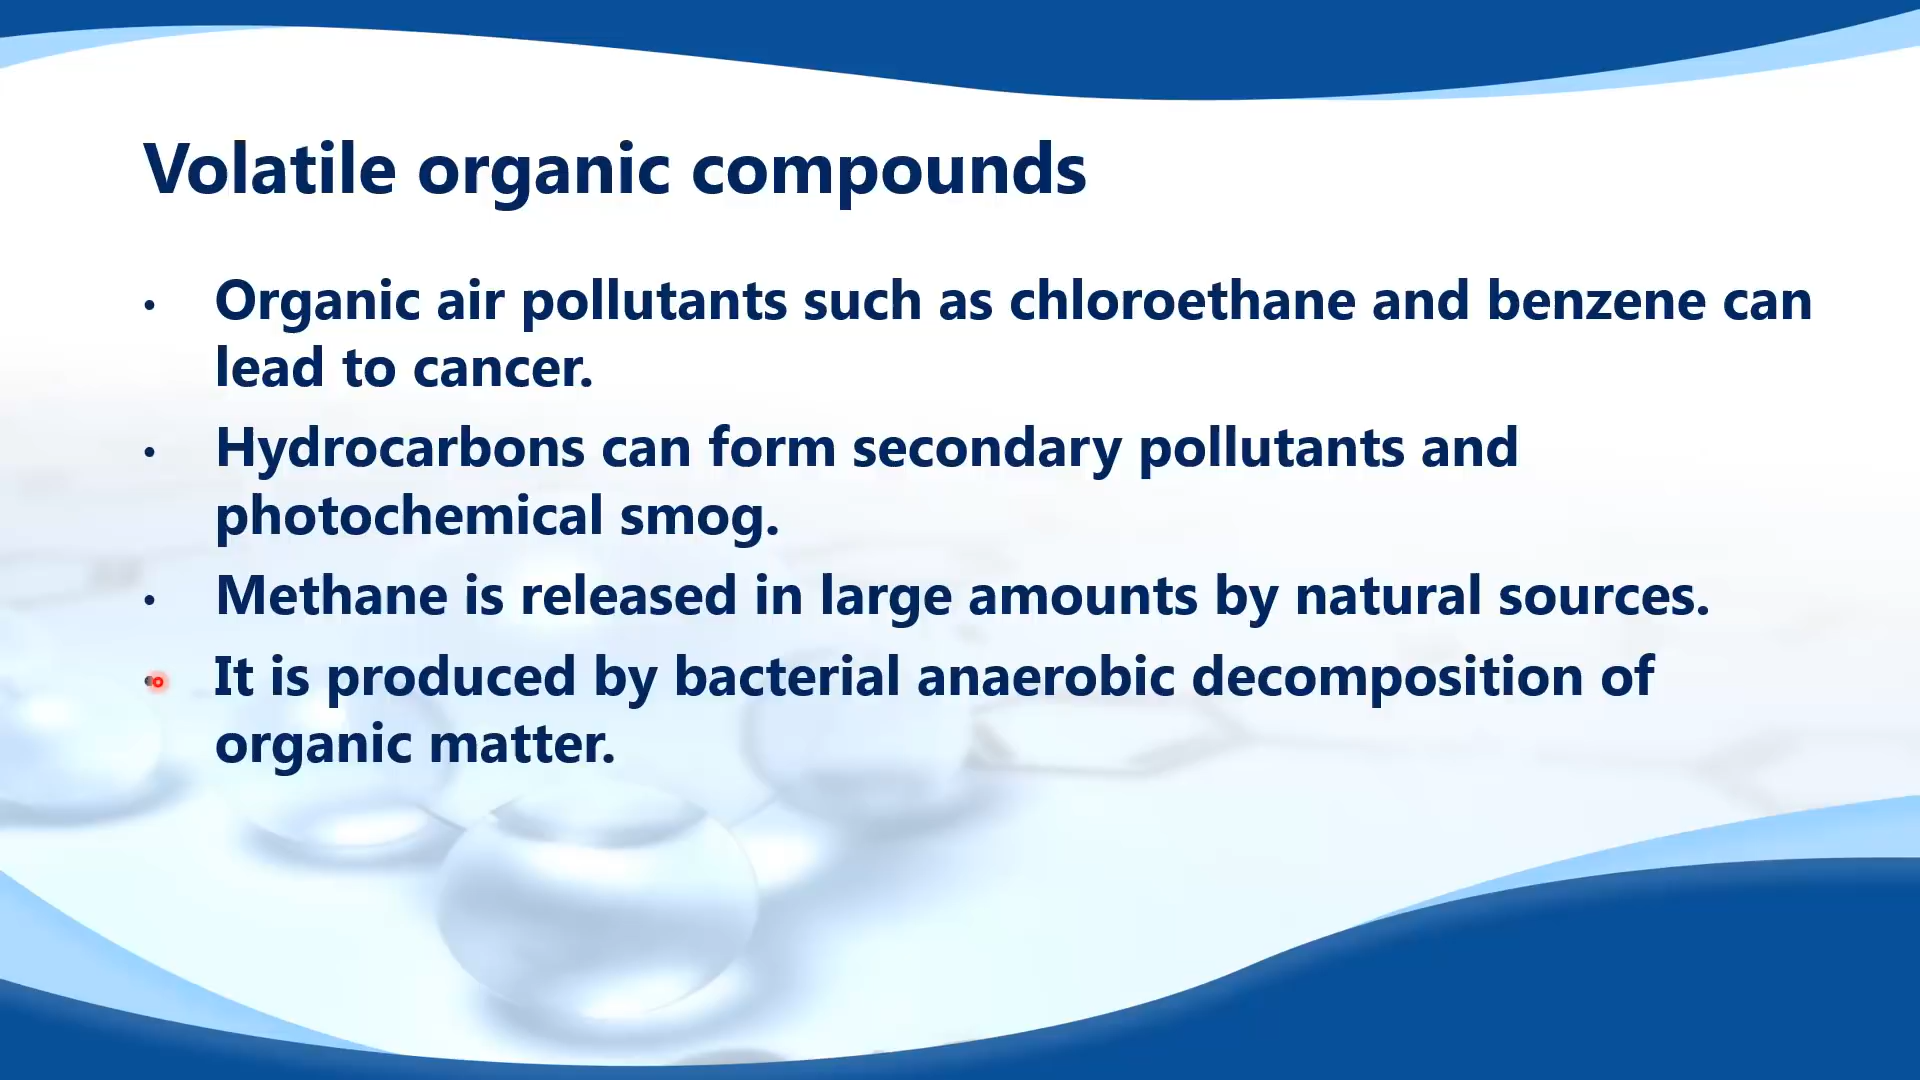 Volatile organic compounds
• Organic air pollutants such as chloroethane and benzene can
lead to cancer.
• Hydrocarbons can form secondary pollutants and
photochemical smog.
• Methane is released in large amounts by natural sources.
• It is produced by bacterial anaerobic decomposition of
organic matter.